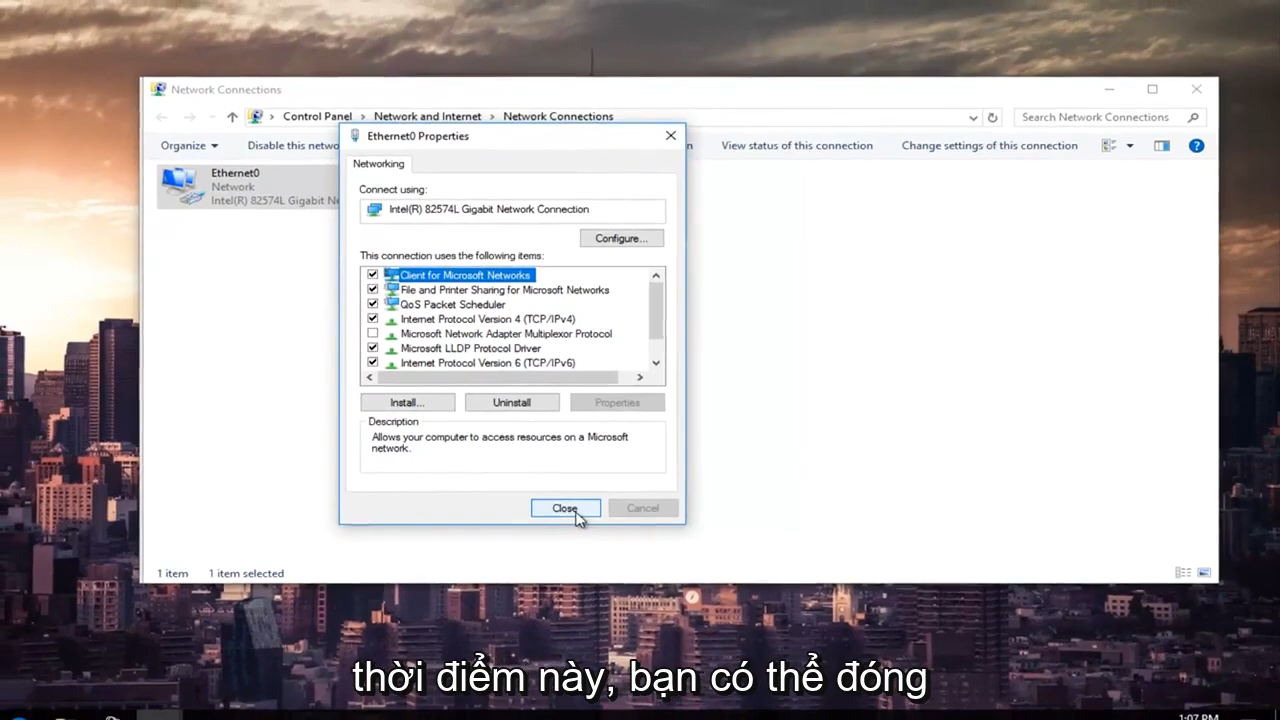 Network Connections
Control Panel > Network and Internet > Network Connections
Search Network Connections
Organize
Disable this
View status of this connection
Change settings of this connection
Ethernet0
Network
Intel(R) 82574L Gigabit
Ethernet0 Properties
Networking
Connect using:
Intel(R) 82574L Gigabit Network Connection
Configure...
This connection uses the following items:
Client for Microsoft Networks
File and Printer Sharing for Microsoft Networks
QoS Packet Scheduler
Internet Protocol Version 4 (TCP/IPv4)
Microsoft Network Adapter Multiplexor Protocol
Microsoft LLDP Protocol Driver
Internet Protocol Version 6 (TCP/IPv6)
Install...
Uninstall
Properties
Description
Allows your computer to access resources on a Microsoft
network.
Close
Cancel
1 item
1 item selected
thời điểm này, bạn có thể đóng
1:07 PM